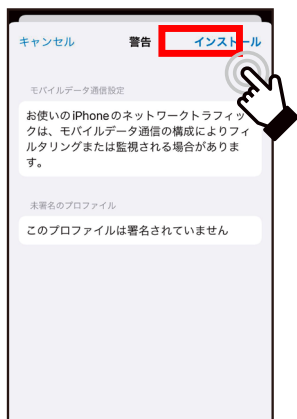 キャンセル 警告 インストール
モバイルデータ通信設定
お使いのiPhoneのネットワークトラフィッ
クは、モバイルデータ通信の構成によりフィ
ルタリングまたは監視される場合がありま
す。
未署名のプロファイル
このプロファイルは署名されていません